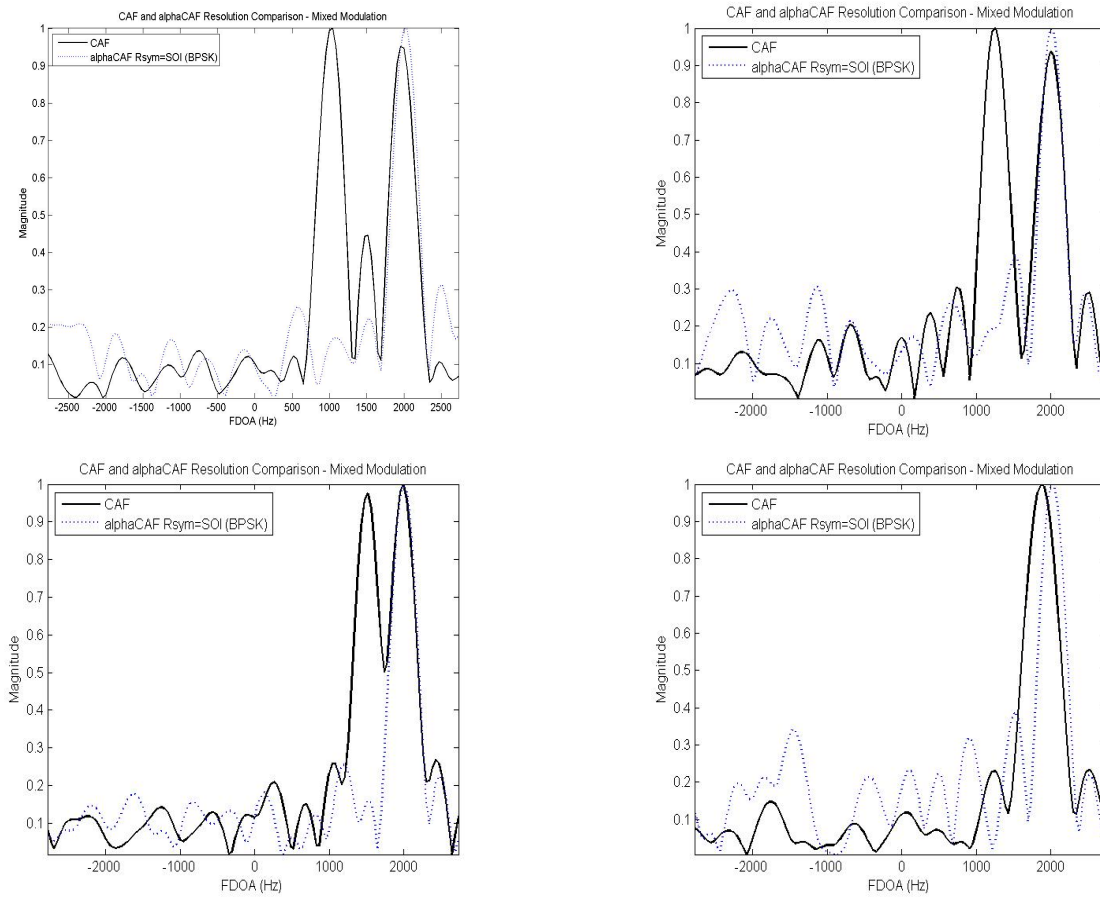 CAF and alphaCAF Resolution Comparison - Mixed Modulation
CAF
alphaCAF Rsym=SOI (BPSK)
Magnitude
1
0.9
0.8
0.7
0.6
0.5
0.4
0.3
0.2
0.1
-2500 -2000 -1500 -1000 -500 0 500 1000 1500 2000 2500
FDOA (Hz)
CAF and alphaCAF Resolution Comparison - Mixed Modulation
CAF
alphaCAF Rsym=SOI (BPSK)
Magnitude
1
0.9
0.8
0.7
0.6
0.5
0.4
0.3
0.2
0.1
-2000 -1000 0 1000 2000
FDOA (Hz)
CAF and alphaCAF Resolution Comparison - Mixed Modulation
CAF
alphaCAF Rsym=SOI (BPSK)
Magnitude
1
0.9
0.8
0.7
0.6
0.5
0.4
0.3
0.2
0.1
-2000 -1000 0 1000 2000
FDOA (Hz)
CAF and alphaCAF Resolution Comparison - Mixed Modulation
CAF
alphaCAF Rsym=SOI (BPSK)
Magnitude
1
0.9
0.8
0.7
0.6
0.5
0.4
0.3
0.2
0.1
-2000 -1000 0 1000 2000
FDOA (Hz)